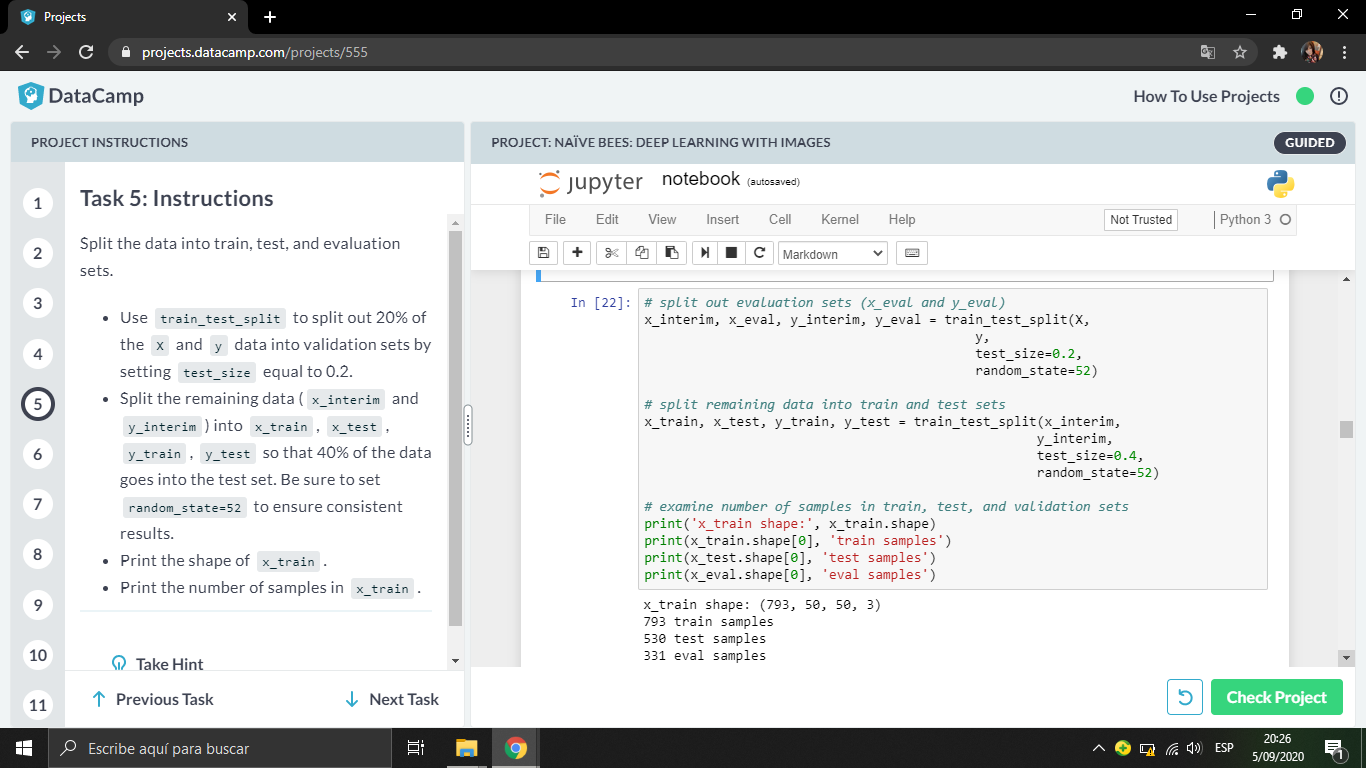 Projects
projects.datacamp.com/projects/555
DataCamp
How To Use Projects
PROJECT INSTRUCTIONS
1
2
3
4
5
6
7
8
9
10
11
Task 5: Instructions
Split the data into train, test, and evaluation
sets.
• Use train_test_split to split out 20% of
the X and y data into validation sets by
setting test_size equal to 0.2.
• Split the remaining data ( x_interim and
y_interim ) into x_train , x_test ,
y_train , y_test so that 40% of the data
goes into the test set. Be sure to set
random_state=52 to ensure consistent
results.
• Print the shape of x_train .
• Print the number of samples in x_train .
Take Hint
Previous Task
Next Task
PROJECT: NAÏVE BEES: DEEP LEARNING WITH IMAGES
GUIDED
jupyter notebook (autosaved)
File Edit View Insert Cell Kernel Help
Not Trusted
Python 3
Markdown
In [22]:
# split out evaluation sets (x_eval and y_eval)
x_interim, x_eval, y_interim, y_eval = train_test_split(X,
y,
test_size=0.2,
random_state=52)
# split remaining data into train and test sets
x_train, x_test, y_train, y_test = train_test_split(x_interim,
y_interim,
test_size=0.4,
random_state=52)
# examine number of samples in train, test, and validation sets
print('x_train shape:', x_train.shape)
print(x_train.shape[0], 'train samples')
print(x_test.shape[0], 'test samples')
print(x_eval.shape[0], 'eval samples')
x_train shape: (793, 50, 50, 3)
793 train samples
530 test samples
331 eval samples
Check Project
Escribe aquí para buscar
ESP
20:26
5/09/2020
1